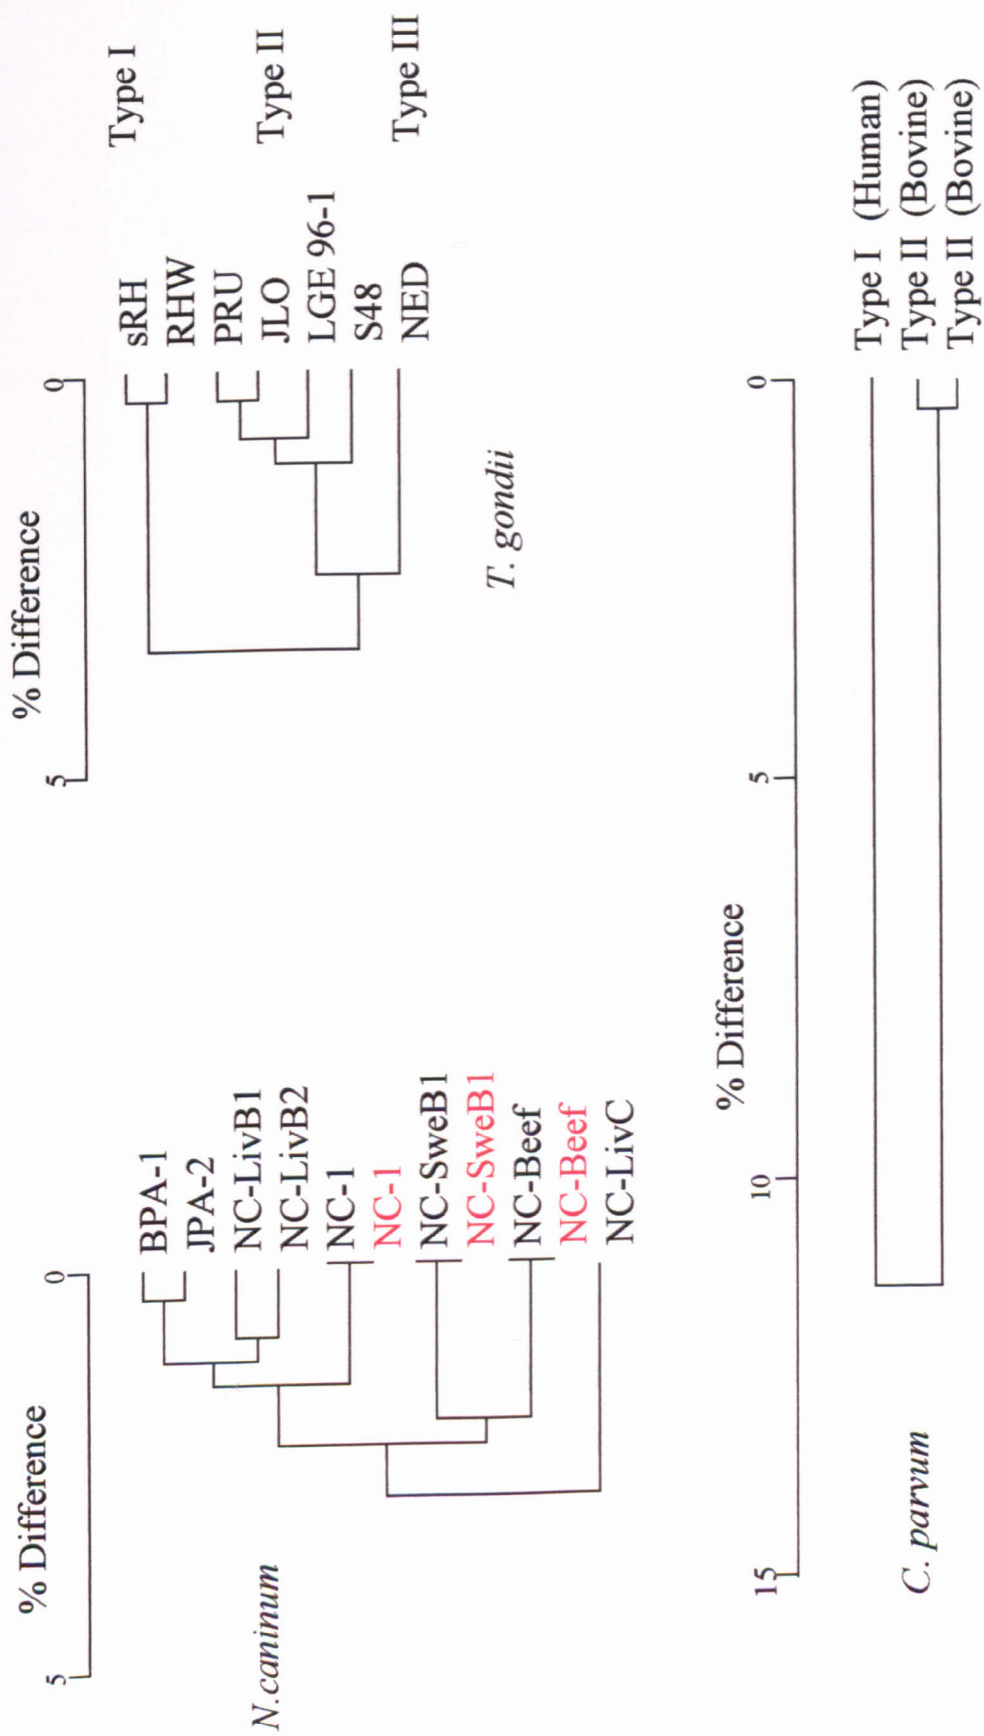 % Difference
5 0
N.caninum
BPA-1
JPA-2
NC-LivB1
NC-LivB2
NC-1
NC-1
NC-SweB1
NC-SweB1
NC-Beef
NC-Beef
NC-LivC
% Difference
5 0
sRH Type I
RHW
PRU
JLO Type II
LGE 96-1
S48
NED Type III
T. gondii
% Difference
15 10 5 0
C. parvum
Type I (Human)
Type II (Bovine)
Type II (Bovine)